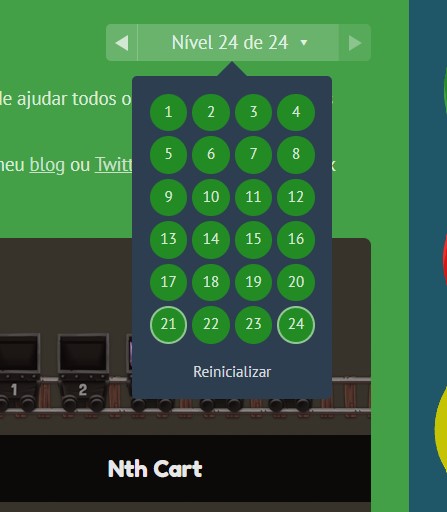 Nível 24 de 24
de ajudar todos o
1 2 3 4
5 6 7 8
neu blog ou Twitt
9 10 11 12
13 14 15 16
17 18 19 20
21 22 23 24
Reinicializar
1 2
Nth Cart